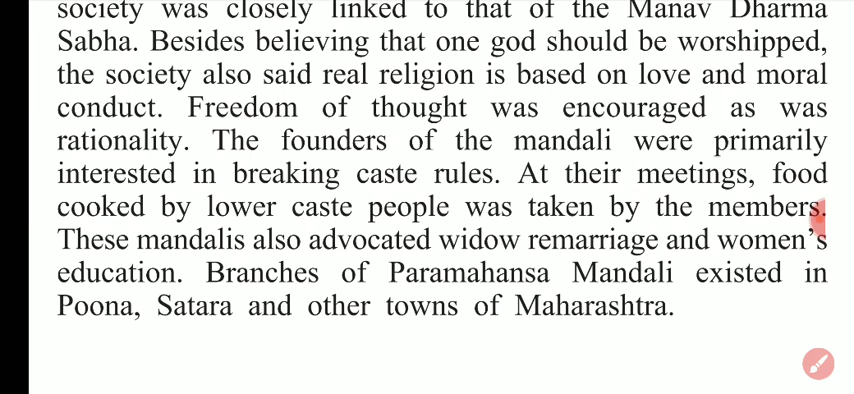 society was closely linked to that of the Manav Dharma
Sabha. Besides believing that one god should be worshipped,
the society also said real religion is based on love and moral
conduct. Freedom of thought was encouraged as was
rationality. The founders of the mandali were primarily
interested in breaking caste rules. At their meetings, food
cooked by lower caste people was taken by the members.
These mandalis also advocated widow remarriage and women’s
education. Branches of Paramahansa Mandali existed in
Poona, Satara and other towns of Maharashtra.